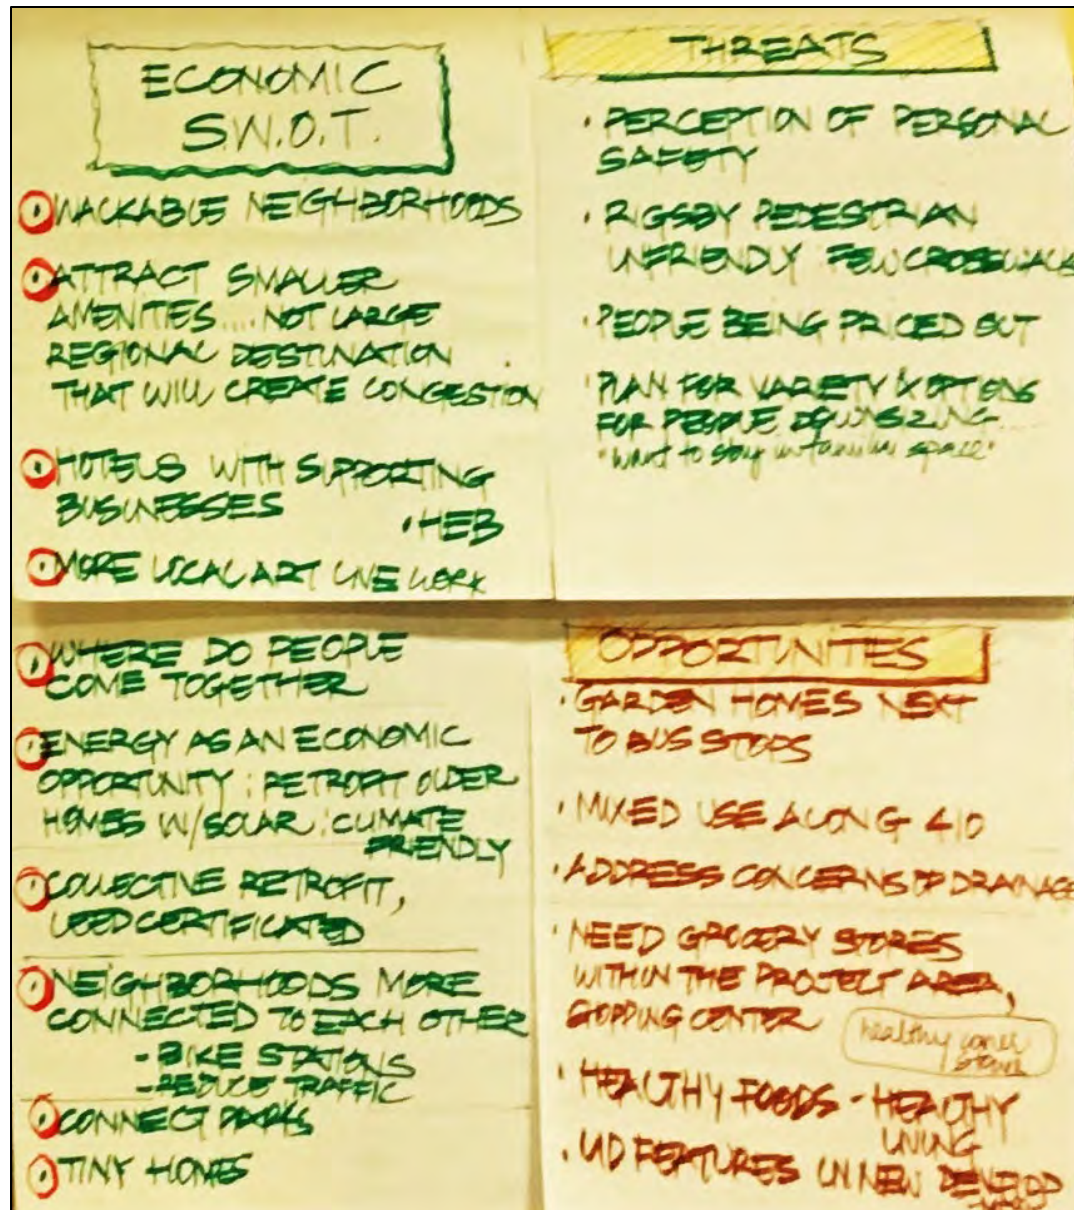 ECONOMIC
S.W.O.T.
WACKABLE NEIGHBORHOODS
ATTRACT SMALLER
AMENITIES.... NOT LARGE
REGIONAL DESTINATION
THAT WILL CREATE CONGESTION
HOTELS WITH SUPPORTING
BUSINESSES
• HEB
MORE LOCAL ART LIVE WORK
THREATS
• PERCEPTION OF PERSONAL
SAFETY
• RIGSBY PEDESTRIAN
UNFRIENDLY FEW CROSSWALKS
• PEOPLE BEING PRICED OUT
• PLAN FOR VARIETY & OPTIONS
FOR PEOPLE DOWNSIZING...
"want to stay in familiar space"
WHERE DO PEOPLE
COME TOGETHER
ENERGY AS AN ECONOMIC
OPPORTUNITY : RETROFIT OLDER
HOMES W/SOLAR : CLIMATE
FRIENDLY
COLLECTIVE RETROFIT,
LEED CERTIFICATED
NEIGHBORHOODS MORE
CONNECTED TO EACH OTHER
- BIKE STATIONS
- REDUCE TRAFFIC
CONNECT PARKS
TINY HOMES
OPPORTUNITES
• GARDEN HOMES NEXT
TO BUS STOPS
• MIXED USE ALONG 410
• ADDRESS CONCERNS OF DRAINAGE
• NEED GROCERY STORES
WITHIN THE PROJECT AREA,
SHOPPING CENTER
healthy corner
stores
• HEALTHY FOODS - HEALTHY
LIVING
• LID FEATURES IN NEW DEVELOP
MENT